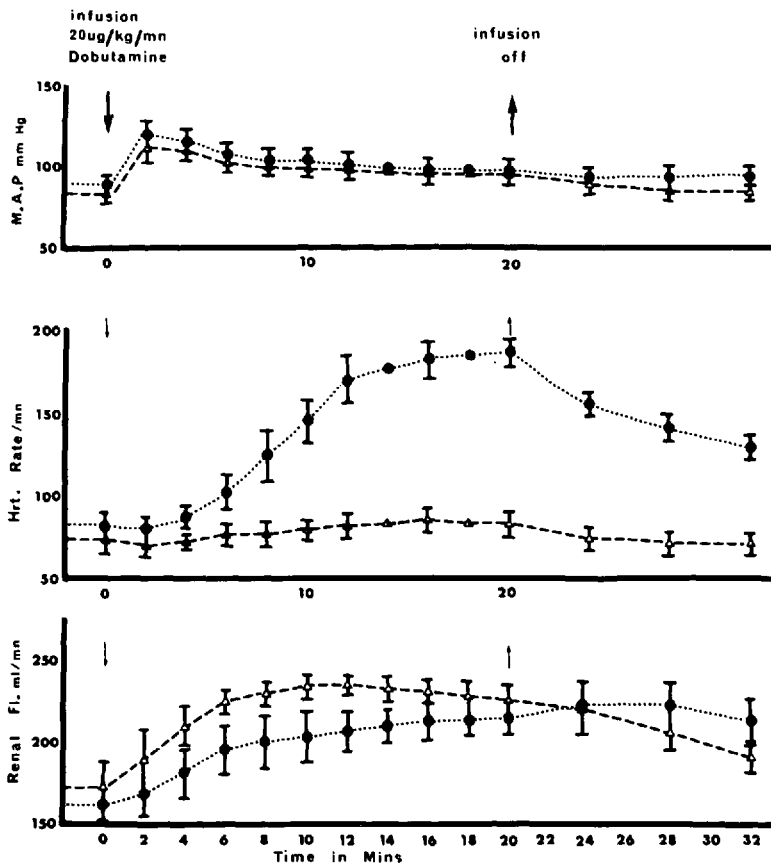 infusion
20ug/kg/mn
Dobutamine
infusion
off
M.A.P mm Hg
150
100
50
0
10
20
Hrt. Rate/mn
200
150
100
50
0
10
20
Renal Fl. ml/mn
250
200
150
0 2 4 6 8 10 12 14 16 18 20 22 24 26 28 30 32
Time in Mins